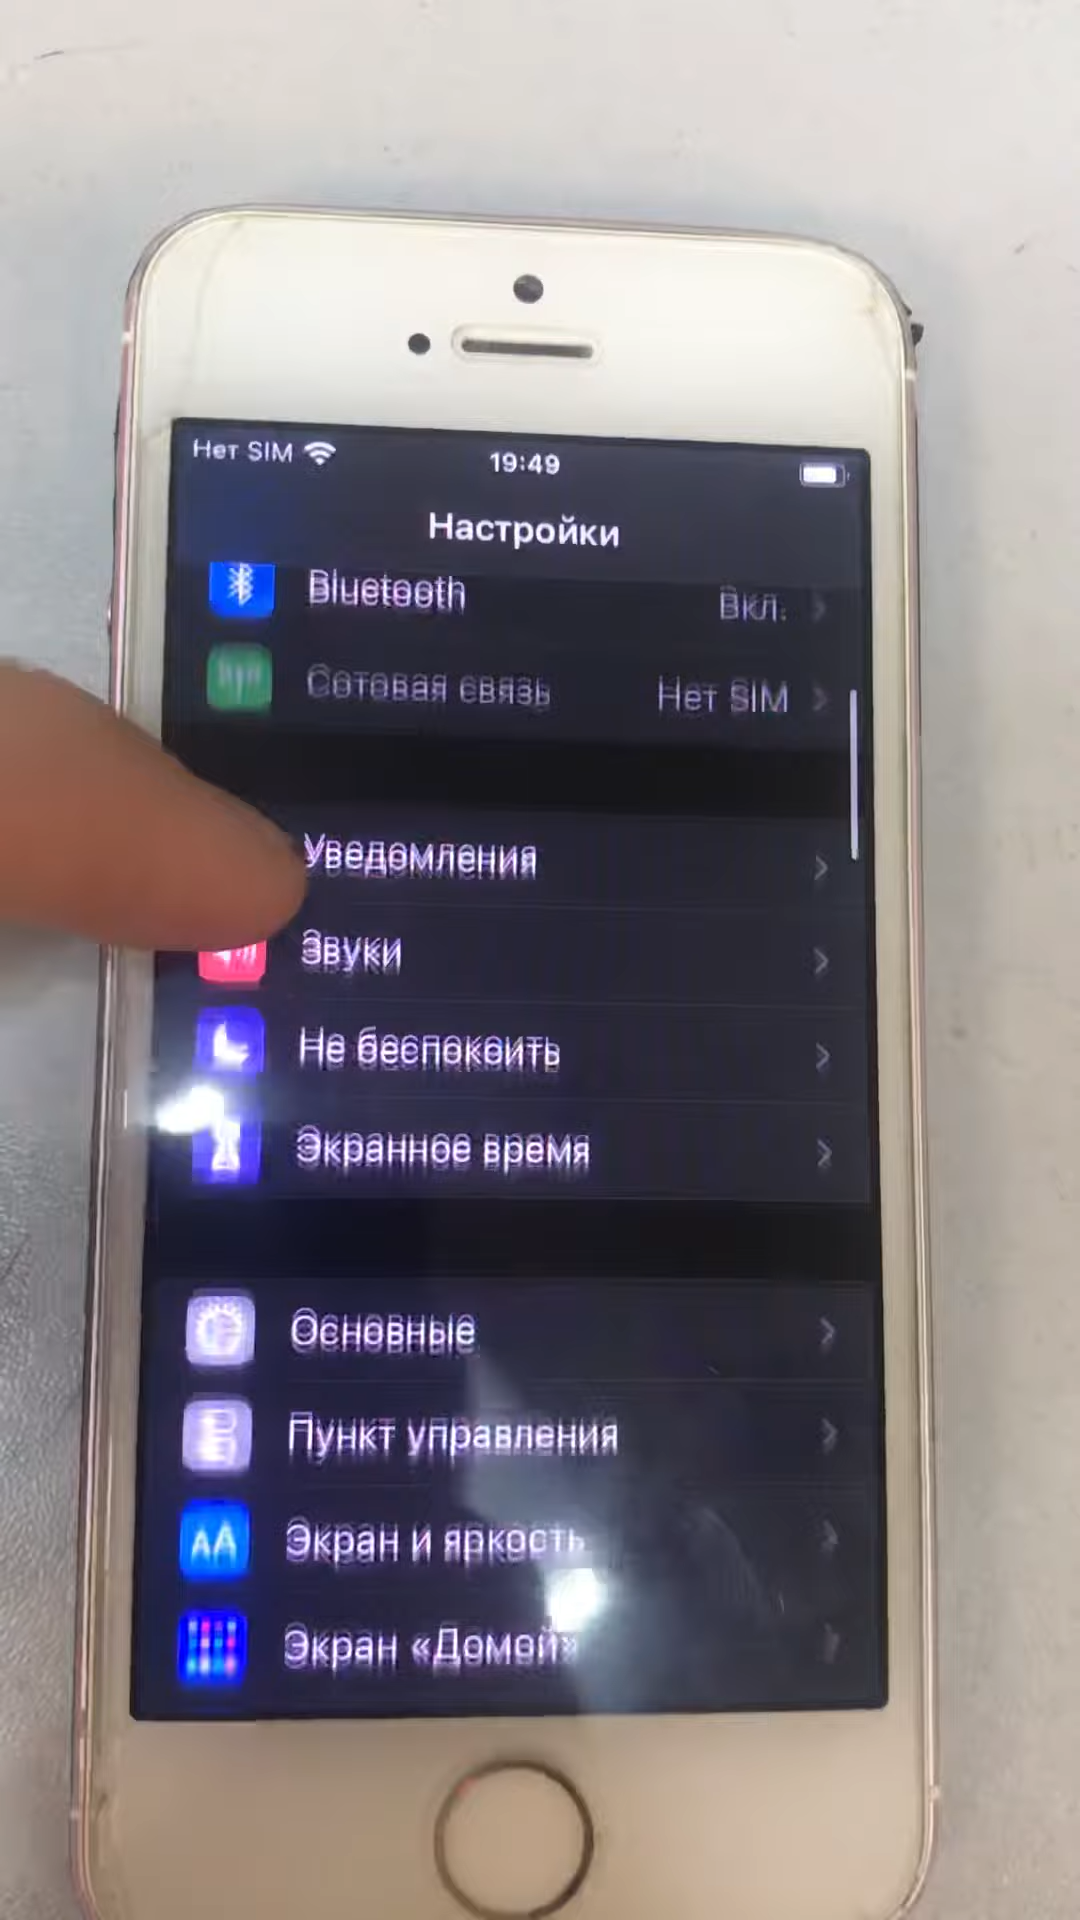 Нет SIM 19:49
Настройки
Bluetooth Вкл.
Сотовая связь Нет SIM
Уведомления
Звуки
Не беспокоить
Экранное время
Основные
Пункт управления
AA Экран и яркость
Экран «Домой»